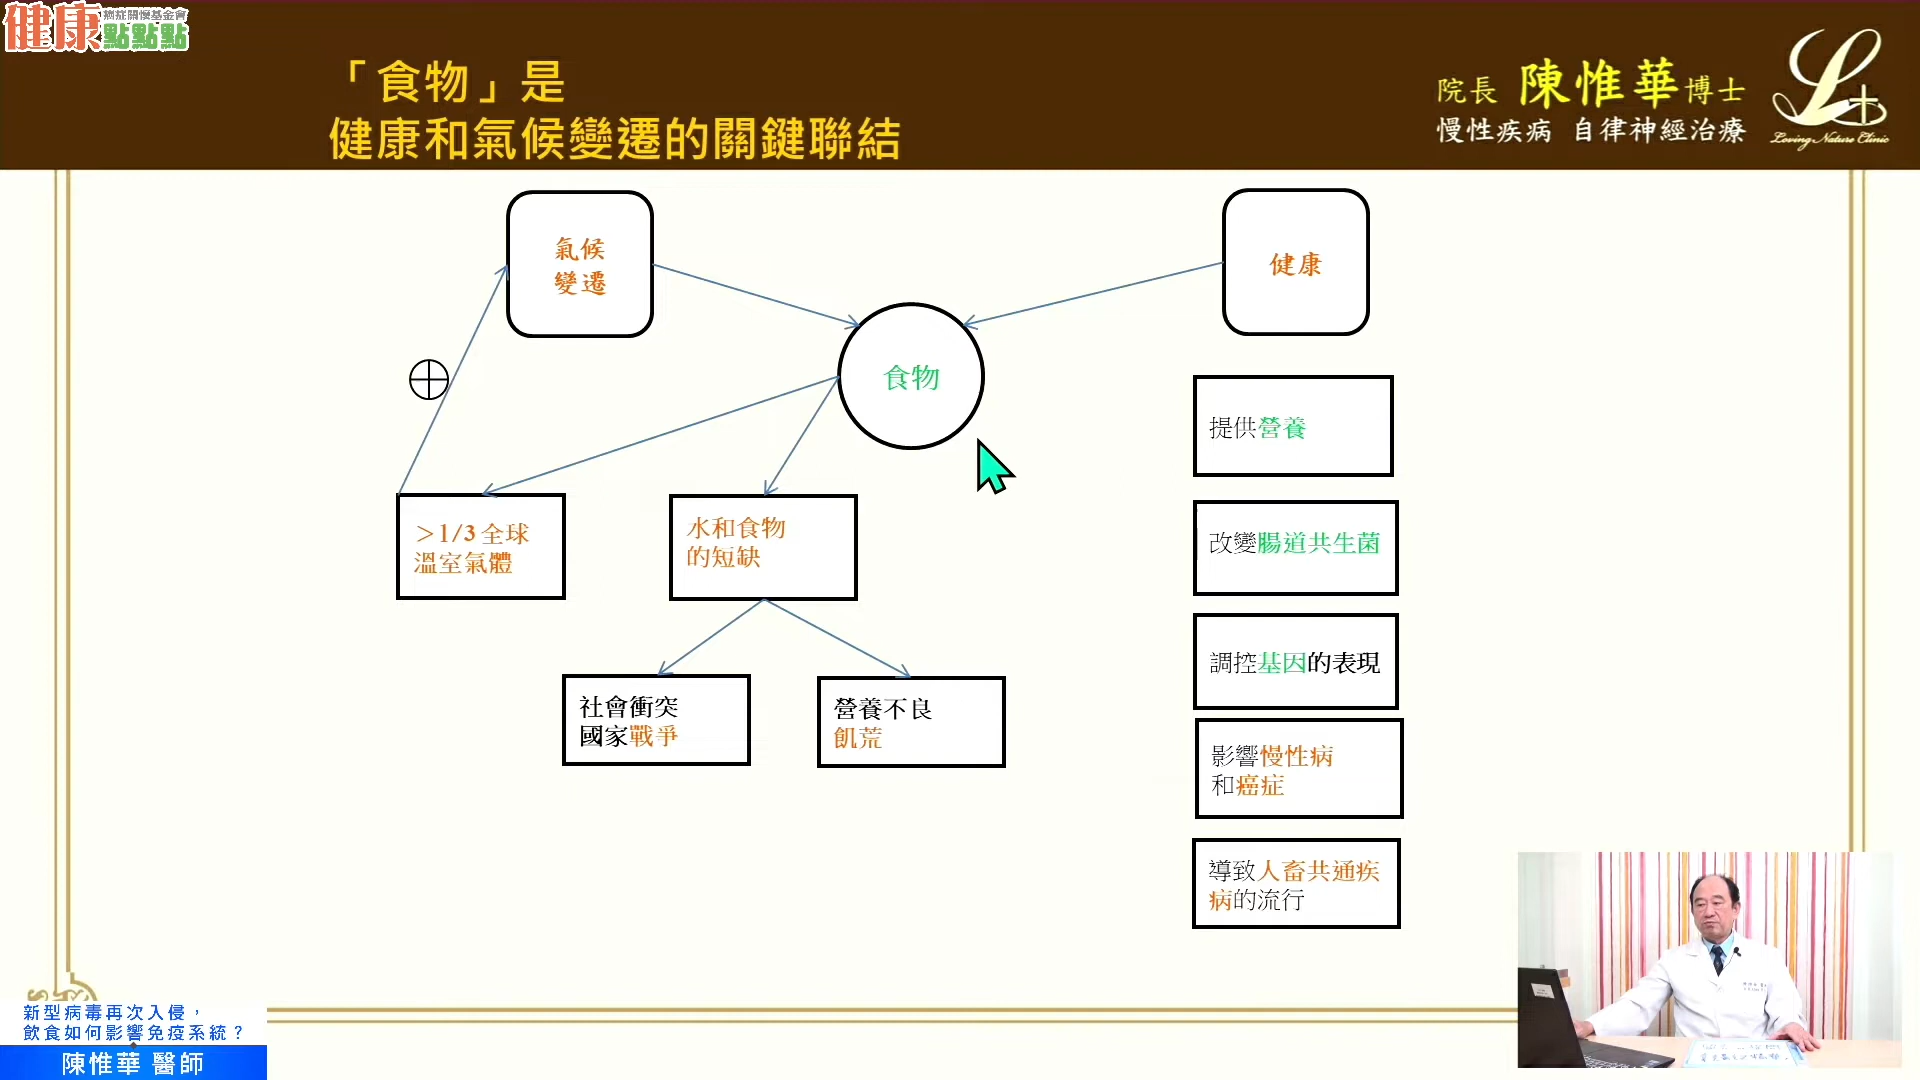 健康
癌症關懷基金會
點點點
「食物」是
健康和氣候變遷的關鍵聯結
院長 陳惟華博士
慢性疾病 自律神經治療
Loving Nature Clinic
氣候
變遷
健康
食物
提供營養
改變腸道共生菌
>1/3 全球
溫室氣體
水和食物
的短缺
調控基因的表現
社會衝突
國家戰爭
營養不良
飢荒
影響慢性病
和癌症
導致人畜共通疾
病的流行
新型病毒再次入侵，
飲食如何影響免疫系統？
陳惟華 醫師